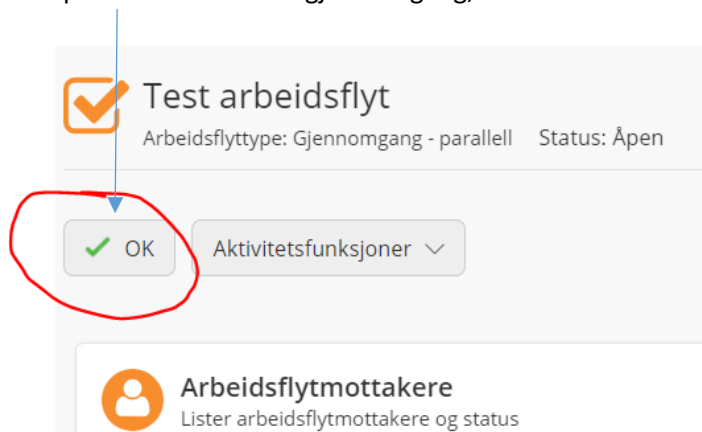 Test arbeidsflyt
Arbeidsflyttype: Gjennomgang - parallell Status: Åpen
OK Aktivitetsfunksjoner
Arbeidsflytmottakere
Lister arbeidsflytmottakere og status